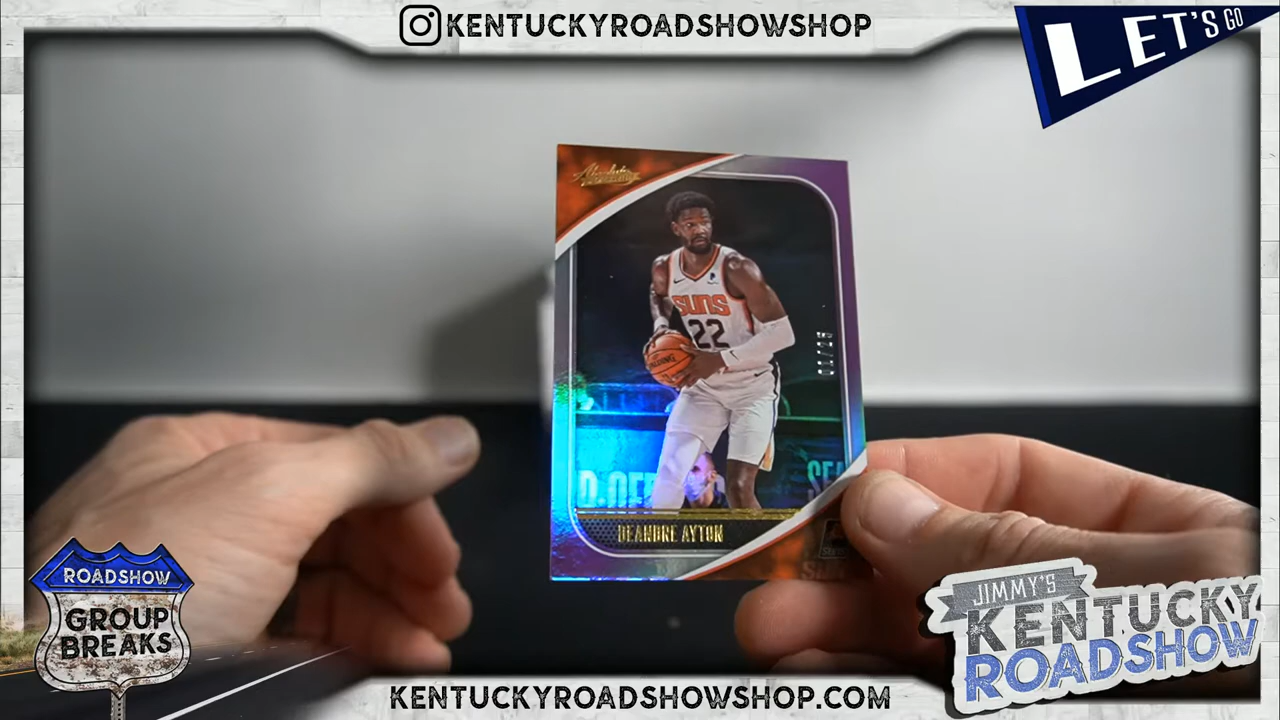 KENTUCKYROADSHOWSHOP
LET'S GO
Absolute
SUNS
22
DEANDRE AYTON
ROADSHOW
GROUP
BREAKS
JIMMY'S
KENTUCKY
ROADSHOW
KENTUCKYROADSHOWSHOP.COM